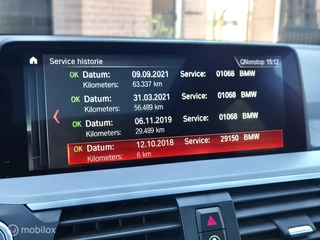 Service historie
QNonstop 15:12
OK Datum: 09.09.2021 Service: 01068 BMW
Kilometers: 63.337 km
OK Datum: 31.03.2021 Service: 01068 BMW
Kilometers: 56.489 km
OK Datum: 06.11.2019 Service: 01068 BMW
Kilometers: 29.489 km
OK Datum: 12.10.2018 Service: 29150 BMW
Kilometers: 6 km
mobilox